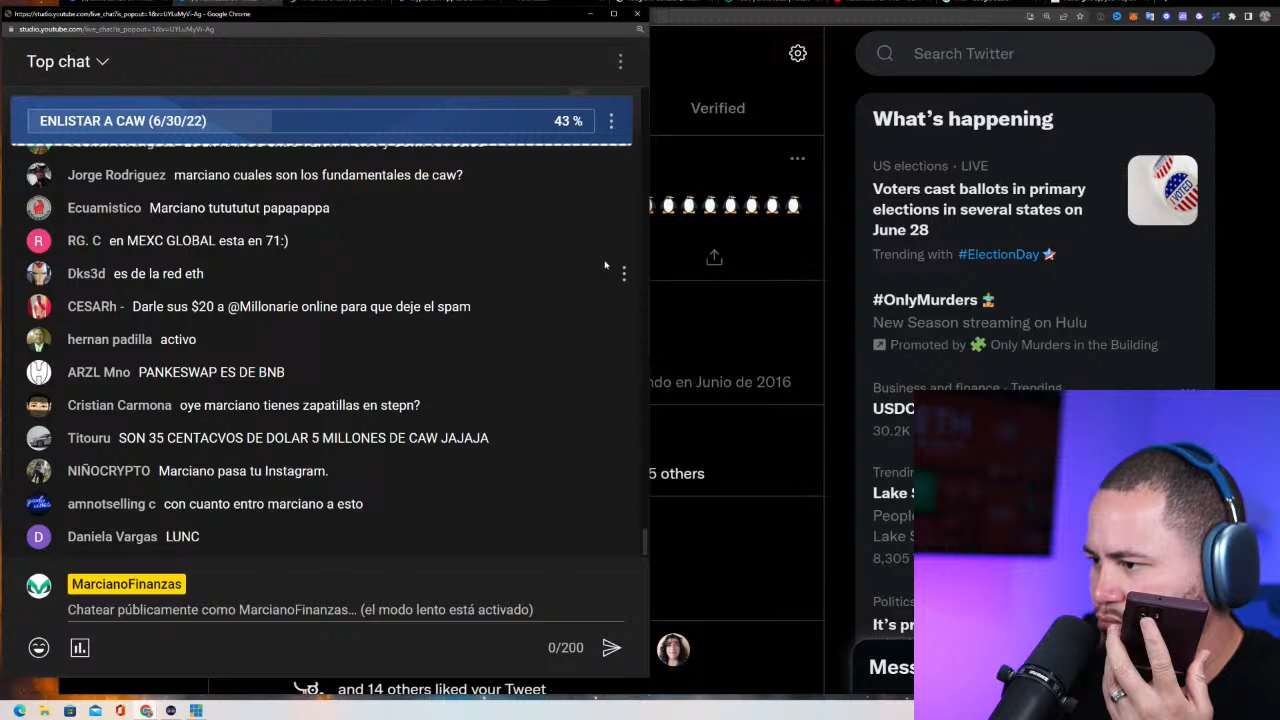 https://studio.youtube.com/live_chat?is_popout=1&v=UYLuMyVi-Ag - Google Chrome
studio.youtube.com/live_chat?is_popout=1&v=UYLuMyVi-Ag
Top chat
ENLISTAR A CAW (6/30/22) 43 %
Jorge Rodriguez marciano cuales son los fundamentales de caw?
Ecuamistico Marciano tutututut papapappa
RG. C en MEXC GLOBAL esta en 71:)
Dks3d es de la red eth
CESARh - Darle sus $20 a @Millonarie online para que deje el spam
hernan padilla activo
ARZL Mno PANKESWAP ES DE BNB
Cristian Carmona oye marciano tienes zapatillas en stepn?
Titouru SON 35 CENTACVOS DE DOLAR 5 MILLONES DE CAW JAJAJA
NIÑOCRYPTO Marciano pasa tu Instagram.
amnotselling c con cuanto entro marciano a esto
Daniela Vargas LUNC
MarcianoFinanzas
Chatear públicamente como MarcianoFinanzas... (el modo lento está activado)
0/200
Verified
ndo en Junio de 2016
5 others
and 14 others liked your Tweet
Search Twitter
What's happening
US elections · LIVE
Voters cast ballots in primary
elections in several states on
June 28
Trending with #ElectionDay
#OnlyMurders
New Season streaming on Hulu
Promoted by Only Murders in the Building
Business and finance · Trending
USDC
30.2K
Trendi
Lake S
People
Lake S
8,305
Politics
It's pr
Mess